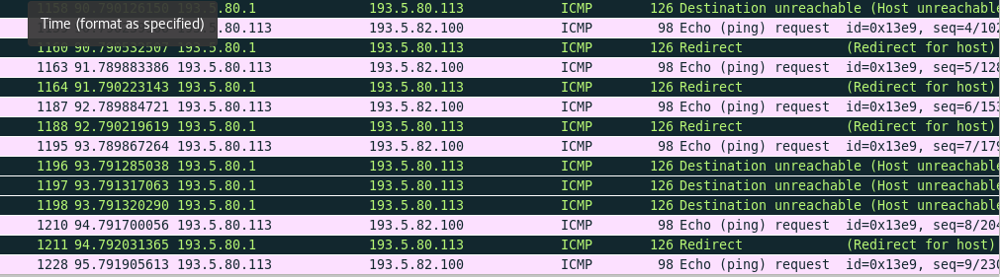 1158 90.790126158 193.5.80.1 193.5.80.113 ICMP 126 Destination unreachable (Host unreachable
Time (format as specified)
193.5.80.113 193.5.82.100 ICMP 98 Echo (ping) request id=0x13e9, seq=4/102
1160 90.790532507 193.5.80.1 193.5.80.113 ICMP 126 Redirect (Redirect for host)
1163 91.789883386 193.5.80.113 193.5.82.100 ICMP 98 Echo (ping) request id=0x13e9, seq=5/128
1164 91.790223143 193.5.80.1 193.5.80.113 ICMP 126 Redirect (Redirect for host)
1187 92.789884721 193.5.80.113 193.5.82.100 ICMP 98 Echo (ping) request id=0x13e9, seq=6/153
1188 92.790219619 193.5.80.1 193.5.80.113 ICMP 126 Redirect (Redirect for host)
1195 93.789867264 193.5.80.113 193.5.82.100 ICMP 98 Echo (ping) request id=0x13e9, seq=7/179
1196 93.791285038 193.5.80.1 193.5.80.113 ICMP 126 Destination unreachable (Host unreachable
1197 93.791317063 193.5.80.1 193.5.80.113 ICMP 126 Destination unreachable (Host unreachable
1198 93.791320290 193.5.80.1 193.5.80.113 ICMP 126 Destination unreachable (Host unreachable
1210 94.791700056 193.5.80.113 193.5.82.100 ICMP 98 Echo (ping) request id=0x13e9, seq=8/204
1211 94.792031365 193.5.80.1 193.5.80.113 ICMP 126 Redirect (Redirect for host)
1228 95.791905613 193.5.80.113 193.5.82.100 ICMP 98 Echo (ping) request id=0x13e9, seq=9/230